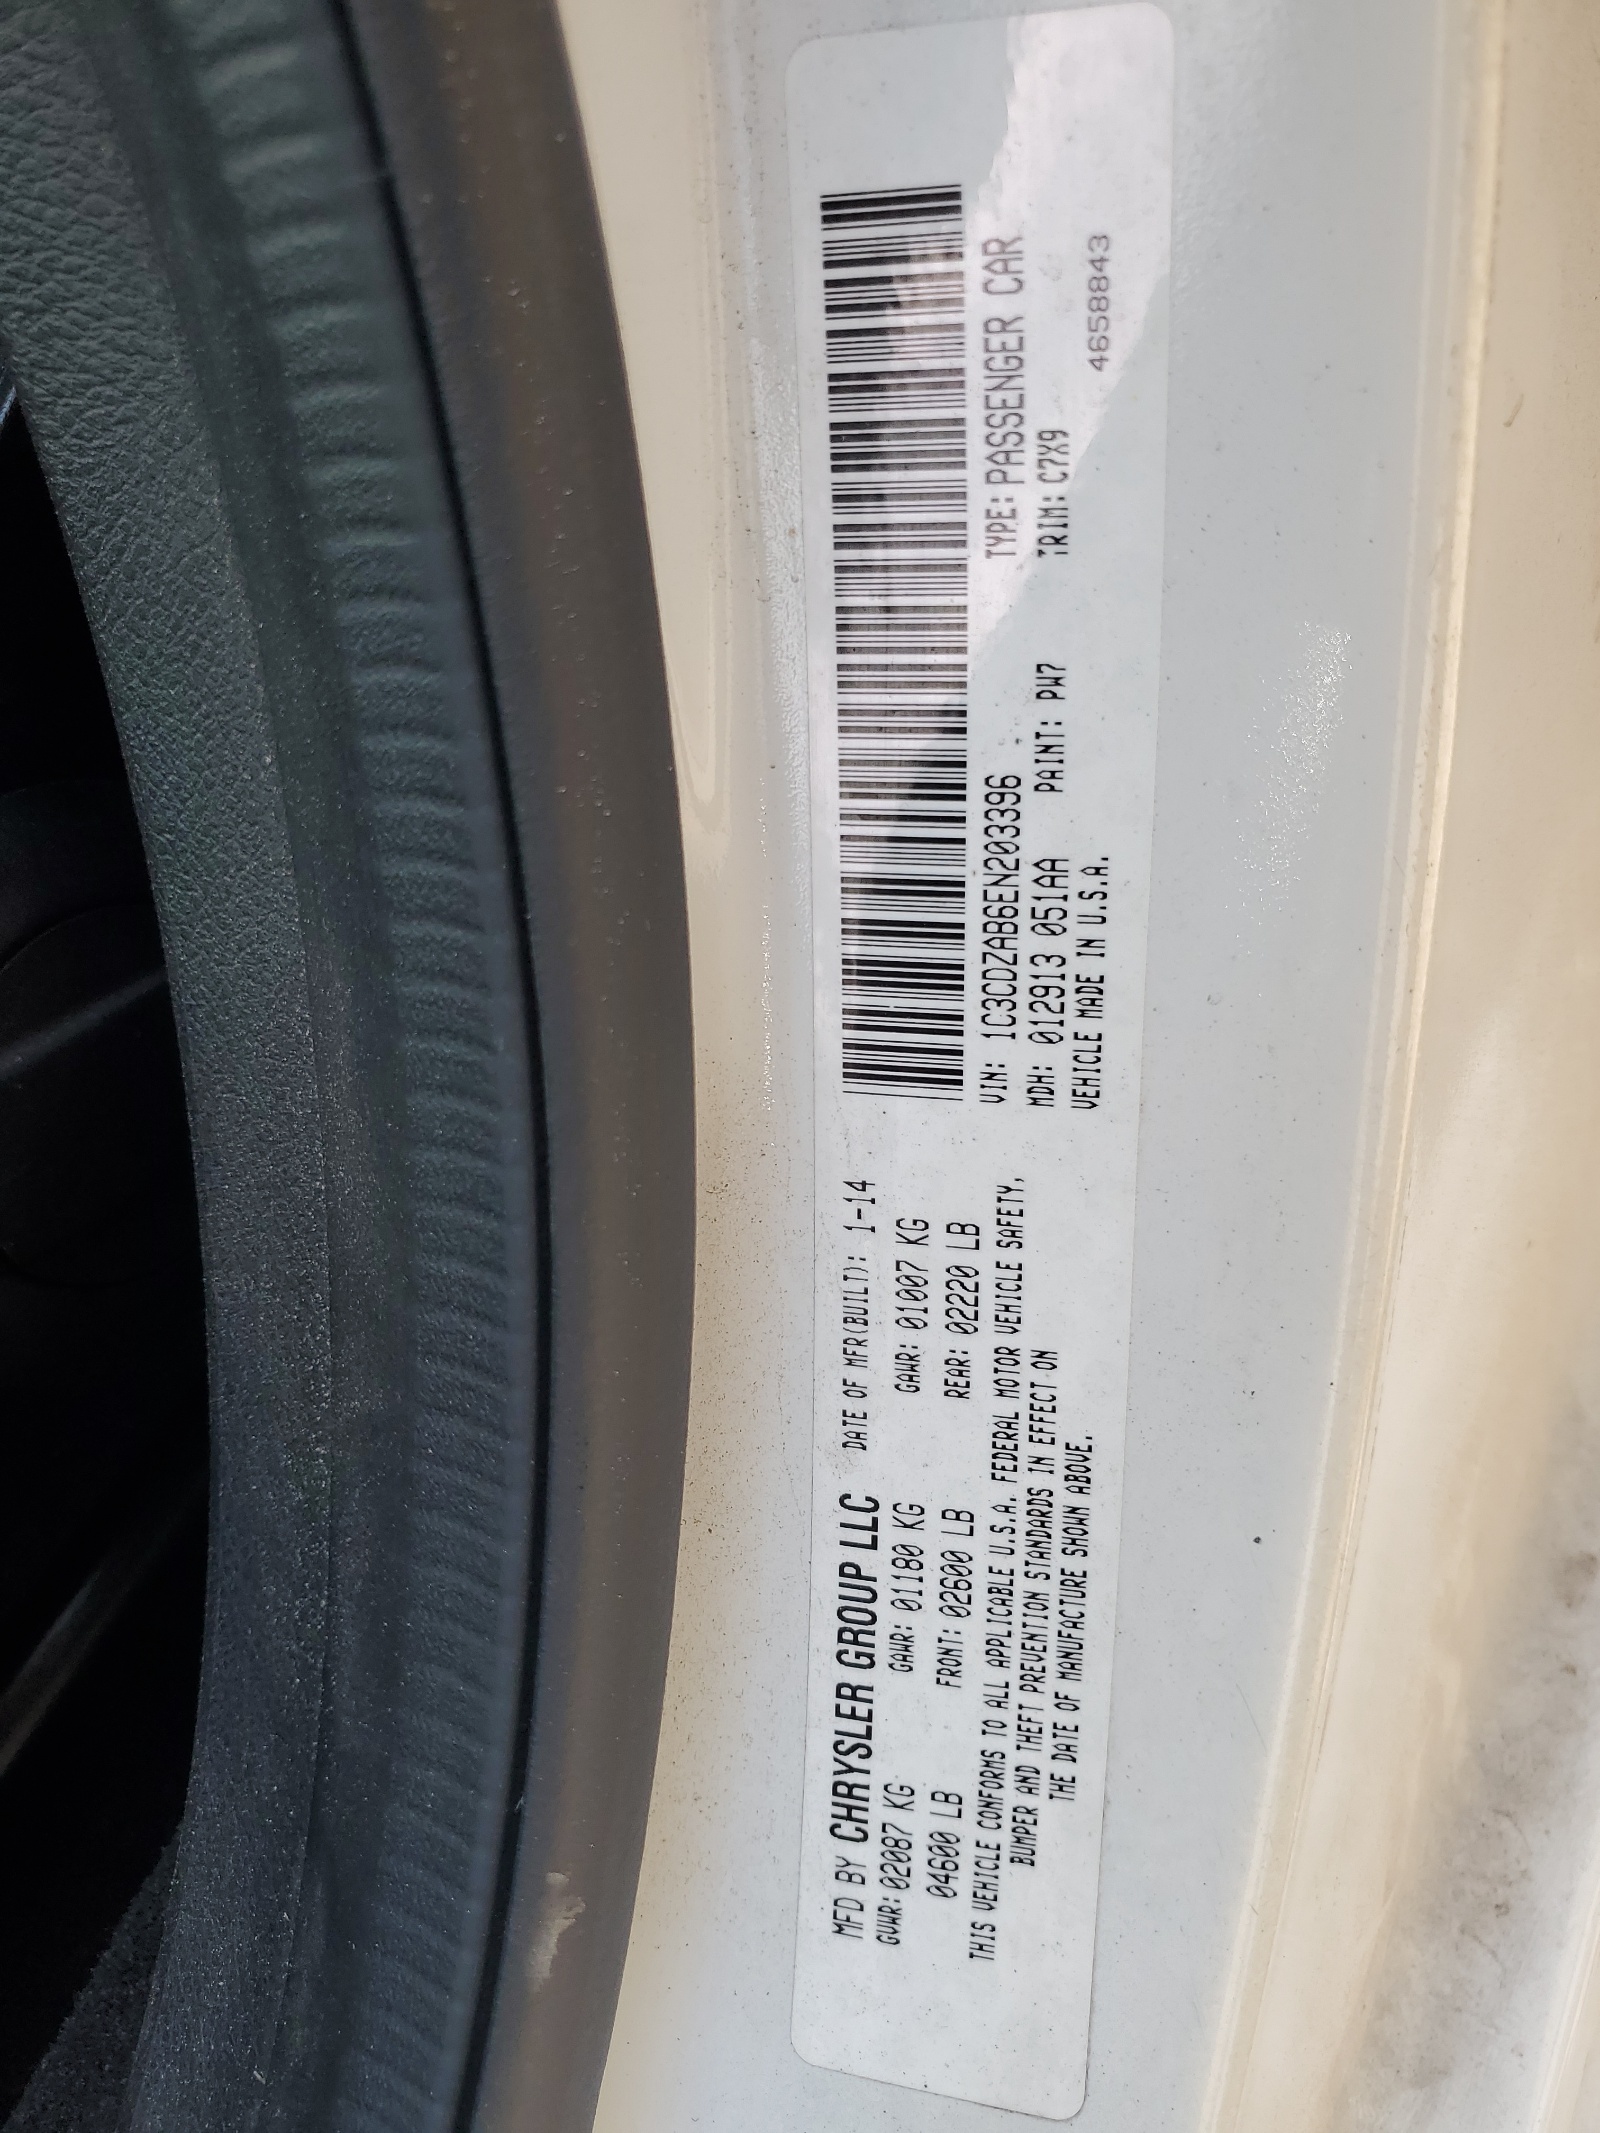 MFD BY CHRYSLER GROUP LLC DATE OF MFR(BUILT): 1-14
GVWR: 02087 KG GAWR: 01180 KG GAWR: 01007 KG
04600 LB FRONT: 02600 LB REAR: 02220 LB
THIS VEHICLE CONFORMS TO ALL APPLICABLE U.S.A. FEDERAL MOTOR VEHICLE SAFETY,
BUMPER AND THEFT PREVENTION STANDARDS IN EFFECT ON
THE DATE OF MANUFACTURE SHOWN ABOVE.
VIN: 1C3CDZAB6EN203396 TYPE: PASSENGER CAR
MDH: 012913 051AA PAINT: PW7 TRIM: C7X9
VEHICLE MADE IN U.S.A. 4658843